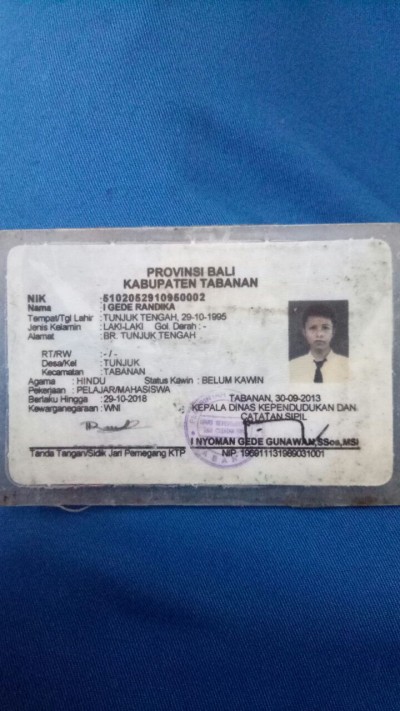 PROVINSI BALI
KABUPATEN TABANAN
NIK : 5102052910950002
Nama : I GEDE RANDIKA
Tempat/Tgl Lahir : TUNJUK TENGAH, 29-10-1995
Jenis Kelamin : LAKI-LAKI Gol. Darah : -
Alamat : BR. TUNJUK TENGAH
RT/RW : - / -
Desa/Kel : TUNJUK
Kecamatan : TABANAN
Agama : HINDU Status Kawin : BELUM KAWIN
Pekerjaan : PELAJAR/MAHASISWA
Berlaku Hingga : 29-10-2018
Kewarganegaraan : WNI
TABANAN, 30-09-2013
KEPALA DINAS KEPENDUDUKAN DAN
CATATAN SIPIL
I NYOMAN GEDE GUNAWAN,SSos,MSi
Tanda Tangan/Sidik Jari Pemegang KTP
NIP. 196911131989031001